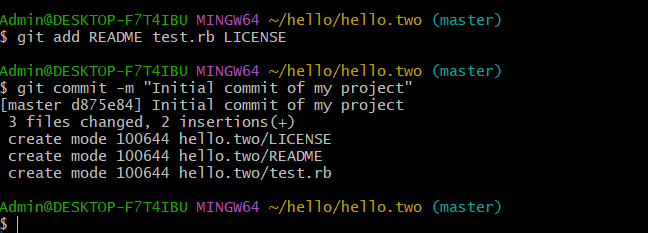 Admin@DESKTOP-F7T4IBU MINGW64 ~/hello/hello.two (master)
$ git add README test.rb LICENSE
Admin@DESKTOP-F7T4IBU MINGW64 ~/hello/hello.two (master)
$ git commit -m "Initial commit of my project"
[master d875e84] Initial commit of my project
 3 files changed, 2 insertions(+)
 create mode 100644 hello.two/LICENSE
 create mode 100644 hello.two/README
 create mode 100644 hello.two/test.rb
Admin@DESKTOP-F7T4IBU MINGW64 ~/hello/hello.two (master)
$